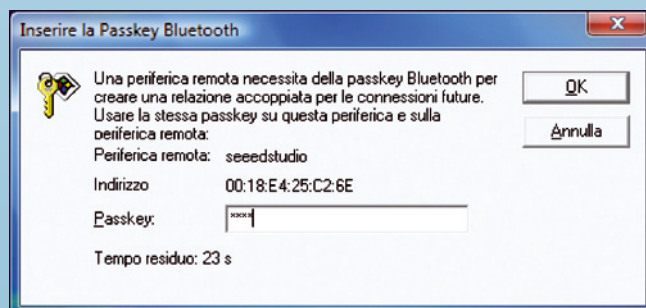 Inserire la Passkey Bluetooth
Una periferica remota necessita della passkey Bluetooth per
creare una relazione accoppiata per le connessioni future.
Usare la stessa passkey su questa periferica e sulla
periferica remota:
Periferica remota: seeedstudio
Indirizzo 00:18:E4:25:C2:6E
Passkey: ****
Tempo residuo: 23 s
OK
Annulla